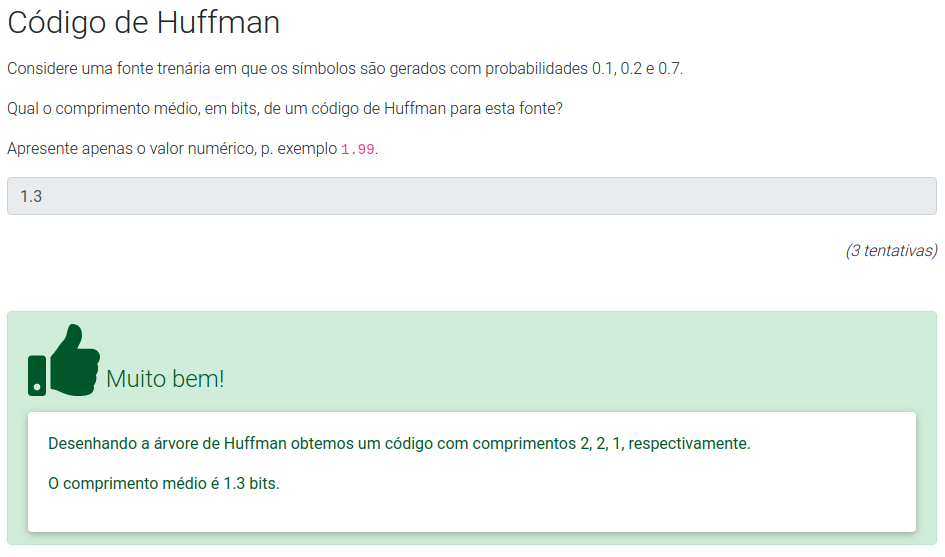 Código de Huffman
Considere uma fonte trenária em que os símbolos são gerados com probabilidades 0.1, 0.2 e 0.7.
Qual o comprimento médio, em bits, de um código de Huffman para esta fonte?
Apresente apenas o valor numérico, p. exemplo 1.99.
1.3
(3 tentativas)
Muito bem!
Desenhando a árvore de Huffman obtemos um código com comprimentos 2, 2, 1, respectivamente.
O comprimento médio é 1.3 bits.